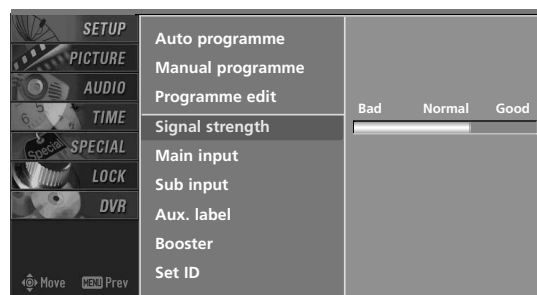 SETUP
PICTURE
AUDIO
TIME
SPECIAL
LOCK
DVR
Move MENU Prev
Auto programme
Manual programme
Programme edit
Signal strength
Main input
Sub input
Aux. label
Booster
Set ID
Bad Normal Good